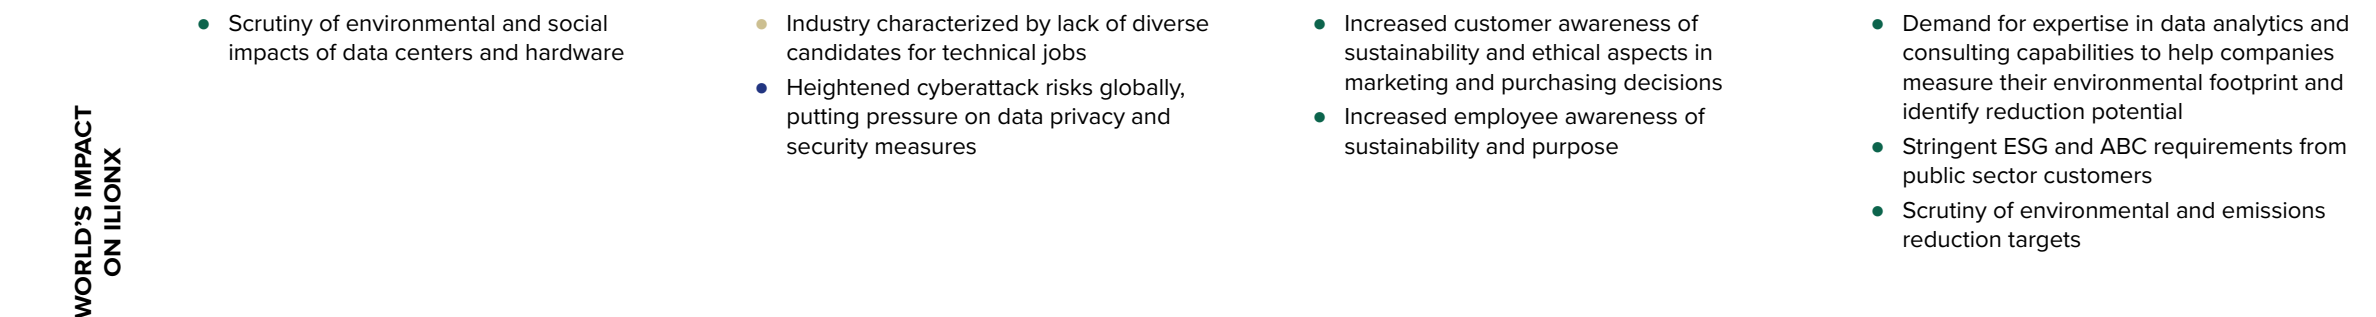 WORLD'S IMPACT
ON ILIONX
• Scrutiny of environmental and social
impacts of data centers and hardware
• Industry characterized by lack of diverse
candidates for technical jobs
• Heightened cyberattack risks globally,
putting pressure on data privacy and
security measures
• Increased customer awareness of
sustainability and ethical aspects in
marketing and purchasing decisions
• Increased employee awareness of
sustainability and purpose
• Demand for expertise in data analytics and
consulting capabilities to help companies
measure their environmental footprint and
identify reduction potential
• Stringent ESG and ABC requirements from
public sector customers
• Scrutiny of environmental and emissions
reduction targets